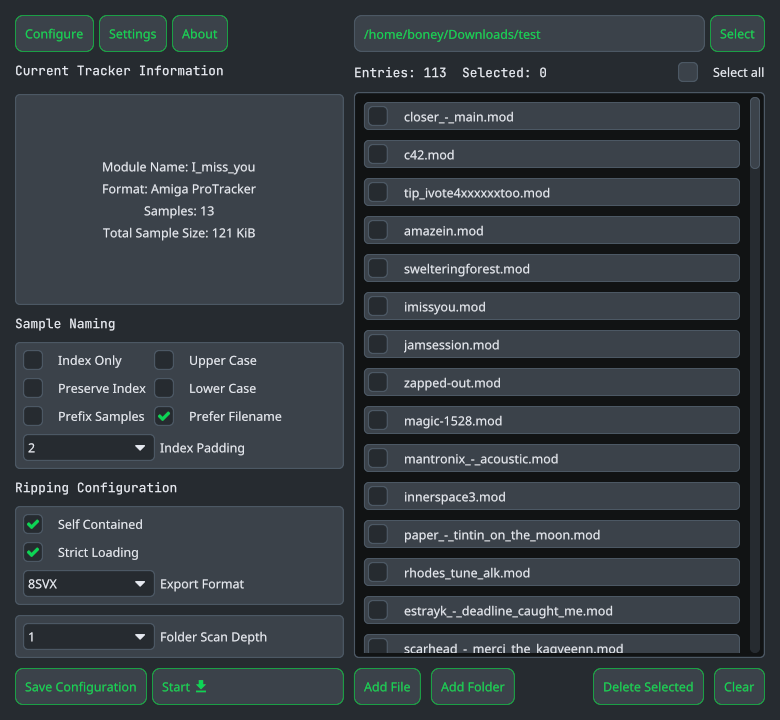 Configure
Settings
About
/home/boney/Downloads/test
Select
Current Tracker Information
Entries: 113 Selected: 0
Select all
Module Name: I_miss_you
Format: Amiga ProTracker
Samples: 13
Total Sample Size: 121 KiB
Sample Naming
Index Only
Upper Case
Preserve Index
Lower Case
Prefix Samples
Prefer Filename
2
Index Padding
Ripping Configuration
Self Contained
Strict Loading
8SVX
Export Format
1
Folder Scan Depth
Save Configuration
Start
closer_-_main.mod
c42.mod
tip_ivote4xxxxxxtoo.mod
amazein.mod
swelteringforest.mod
imissyou.mod
jamsession.mod
zapped-out.mod
magic-1528.mod
mantronix_-_acoustic.mod
innerspace3.mod
paper_-_tintin_on_the_moon.mod
rhodes_tune_alk.mod
estrayk_-_deadline_caught_me.mod
scarhead_-_merci_the_kagyeenn.mod
Add File
Add Folder
Delete Selected
Clear